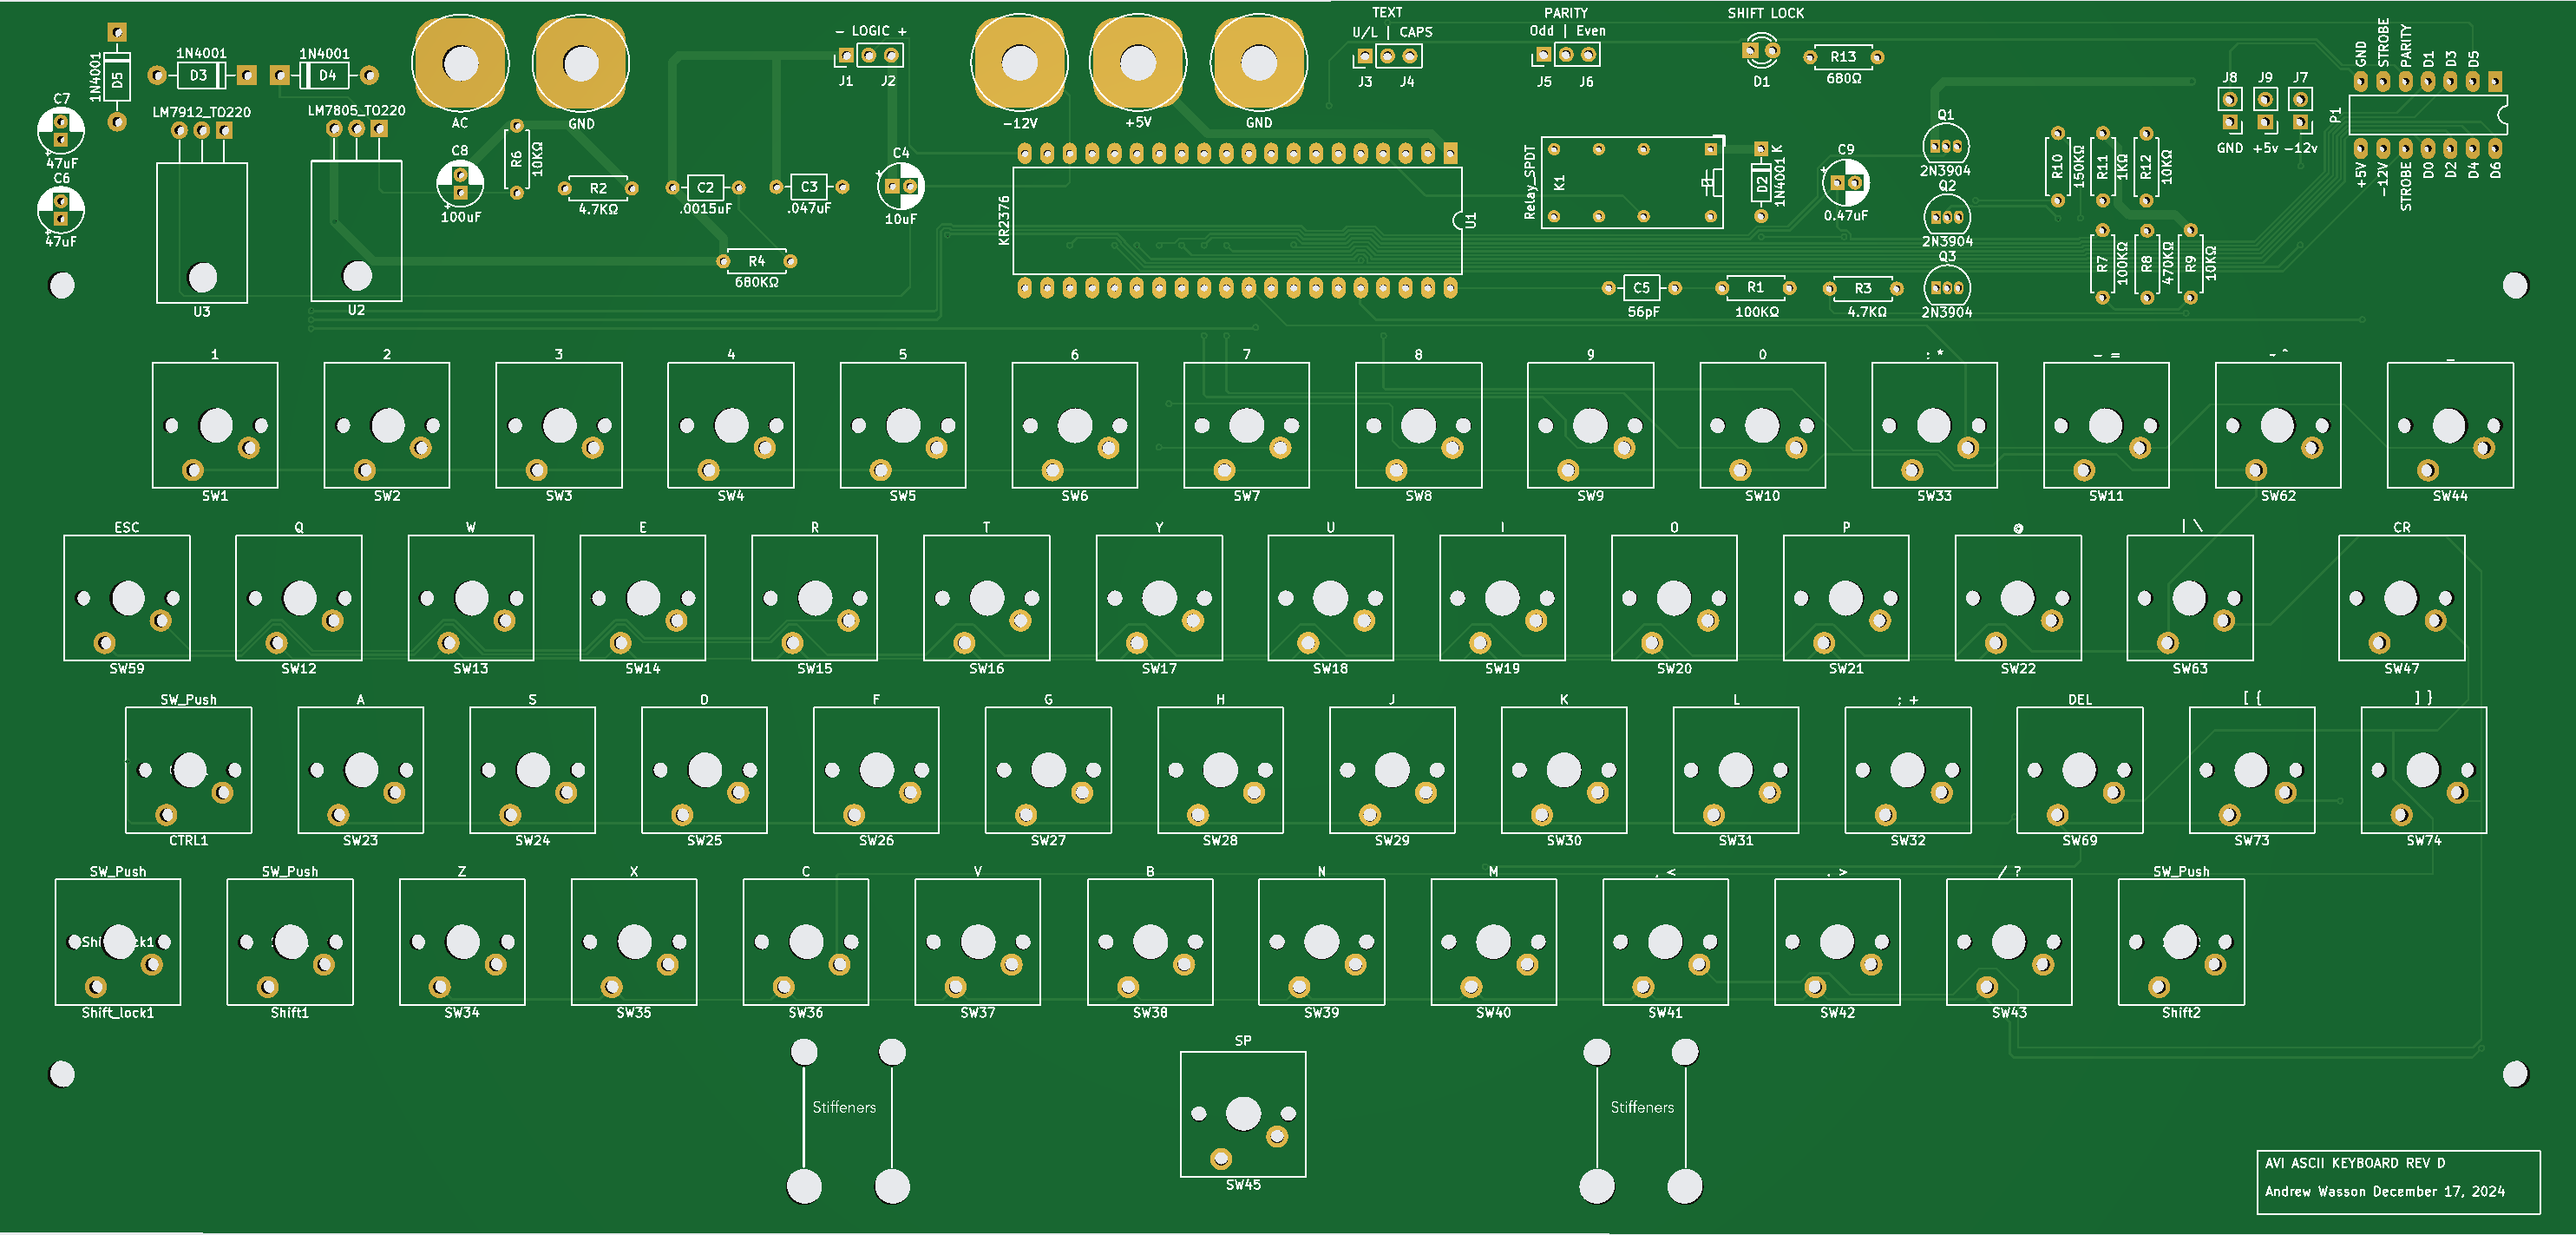 TEXT
PARITY
SHIFT LOCK
- LOGIC +
U/L | CAPS
Odd | Even
1N4001
1N4001
1N4001
D5
D3
D4
J1
J2
J3
J4
J5
J6
D1
R13
680Ω
GND
STROBE
PARITY
D1
D3
D5
J8
J9
J7
P1
GND
+5v
-12v
+5V
-12V
STROBE
D0
D2
D4
D6
C7
47uF
C6
47uF
LM7912_TO220
LM7805_TO220
U3
U2
AC
GND
-12V
+5V
GND
C8
100uF
R6
10KΩ
R2
4.7KΩ
C2
.0015uF
C3
.047uF
C4
10uF
R4
680KΩ
KR2376
U1
Relay_SPDT
K1
K
D2
1N4001
C9
0.47uF
Q1
2N3904
Q2
2N3904
Q3
2N3904
R10
150KΩ
R11
1KΩ
R12
10KΩ
R7
100KΩ
R8
470KΩ
R9
10KΩ
C5
56pF
R1
100KΩ
R3
4.7KΩ
1 2 3 4 5 6 7 8 9 0 : * - = ~ ^ _
SW1 SW2 SW3 SW4 SW5 SW6 SW7 SW8 SW9 SW10 SW33 SW11 SW62 SW44
ESC Q W E R T Y U I O P @ | \ CR
SW59 SW12 SW13 SW14 SW15 SW16 SW17 SW18 SW19 SW20 SW21 SW22 SW63 SW47
SW_Push A S D F G H J K L ; + DEL [ { ] }
CTRL1 SW23 SW24 SW25 SW26 SW27 SW28 SW29 SW30 SW31 SW32 SW69 SW73 SW74
SW_Push SW_Push Z X C V B N M , < . > / ? SW_Push
Shift_lock1 Shift1 SW34 SW35 SW36 SW37 SW38 SW39 SW40 SW41 SW42 SW43 Shift2
SP
Stiffeners
Stiffeners
SW45
AVI ASCII KEYBOARD REV D
Andrew Wasson December 17, 2024